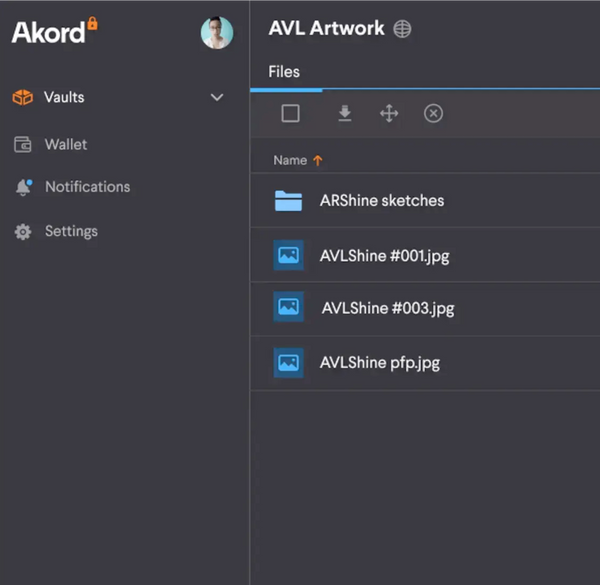 Akord
Vaults
Wallet
Notifications
Settings
AVL Artwork
Files
Name
ARShine sketches
AVLShine #001.jpg
AVLShine #003.jpg
AVLShine pfp.jpg